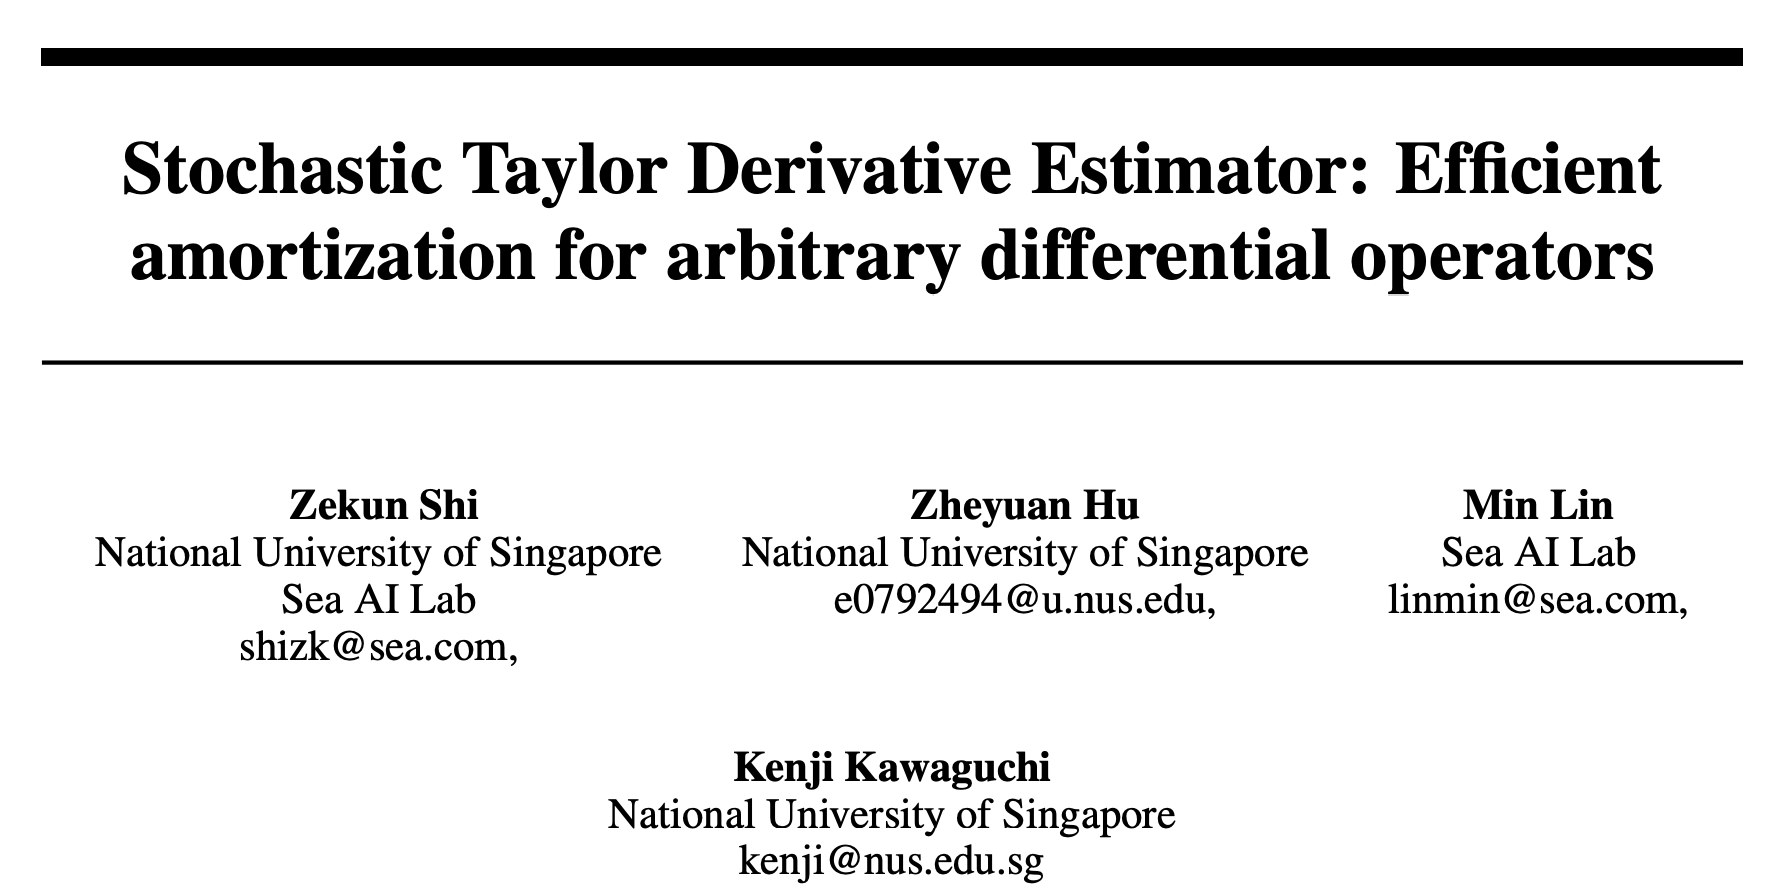 Stochastic Taylor Derivative Estimator: Efficient
amortization for arbitrary differential operators
Zekun Shi
National University of Singapore
Sea AI Lab
shizk@sea.com,
Zheyuan Hu
National University of Singapore
e0792494@u.nus.edu,
Min Lin
Sea AI Lab
linmin@sea.com,
Kenji Kawaguchi
National University of Singapore
kenji@nus.edu.sg